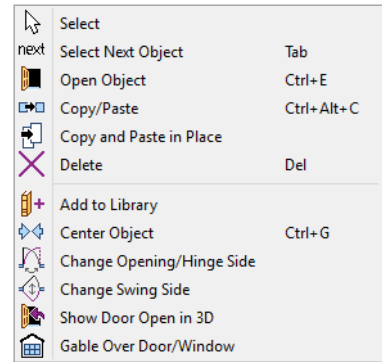 Select
next Select Next Object Tab
Open Object Ctrl+E
Copy/Paste Ctrl+Alt+C
Copy and Paste in Place
Delete Del
Add to Library
Center Object Ctrl+G
Change Opening/Hinge Side
Change Swing Side
Show Door Open in 3D
Gable Over Door/Window